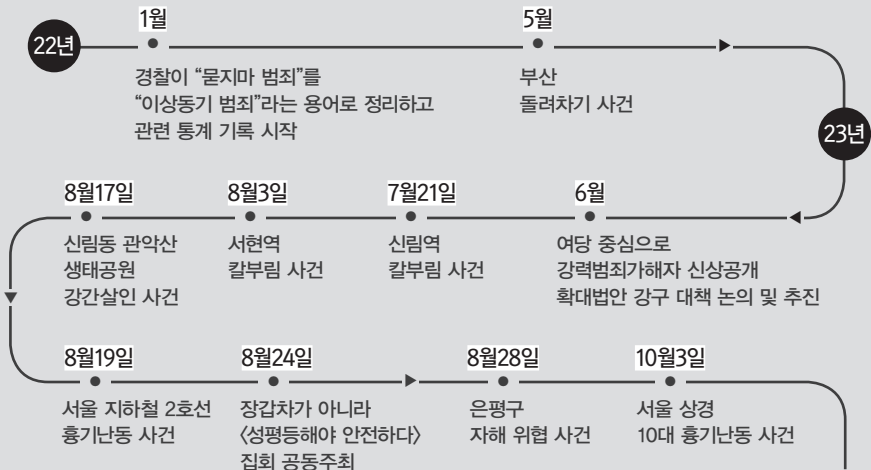 22년
1월
경찰이 “묻지마 범죄”를
“이상동기 범죄”라는 용어로 정리하고
관련 통계 기록 시작
5월
부산
돌려차기 사건
23년
6월
여당 중심으로
강력범죄가해자 신상공개
확대법안 강구 대책 논의 및 추진
7월21일
신림역
칼부림 사건
8월3일
서현역
칼부림 사건
8월17일
신림동 관악산
생태공원
강간살인 사건
8월19일
서울 지하철 2호선
흉기난동 사건
8월24일
장갑차가 아니라
〈성평등해야 안전하다〉
집회 공동주최
8월28일
은평구
자해 위협 사건
10월3일
서울 상경
10대 흉기난동 사건